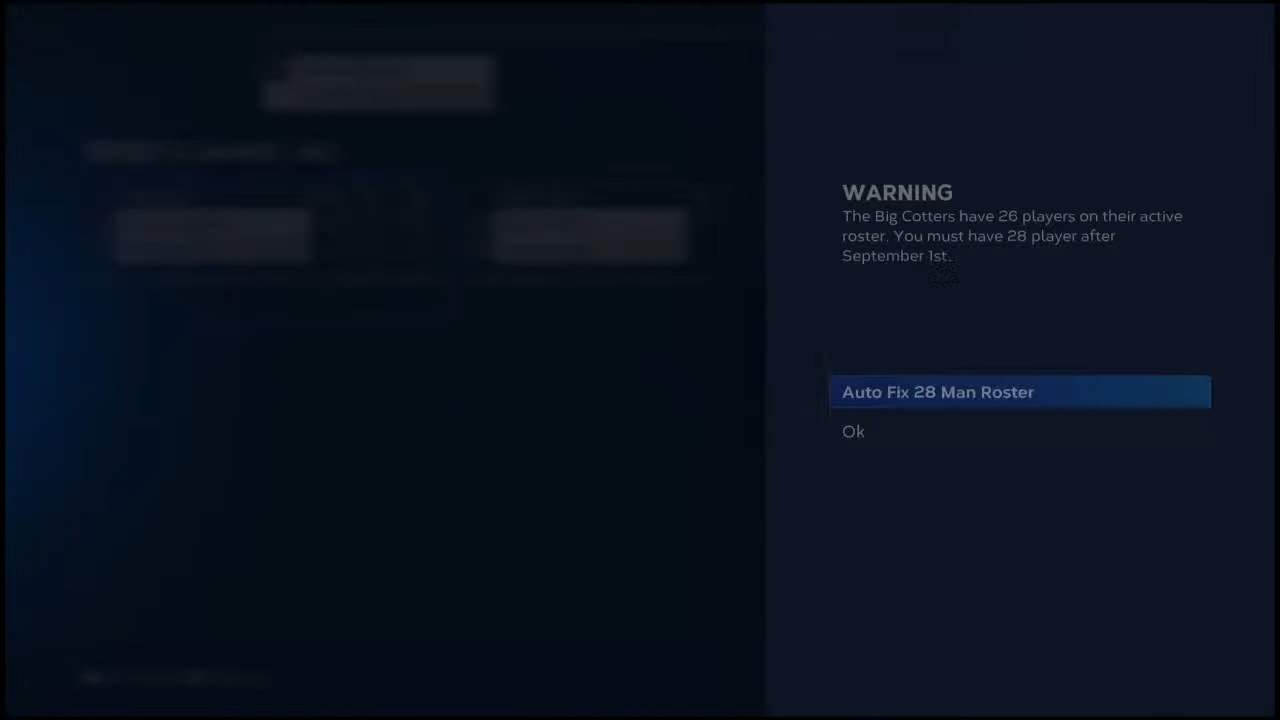 WARNING
The Big Cotters have 26 players on their active
roster. You must have 28 player after
September 1st.
Auto Fix 28 Man Roster
Ok